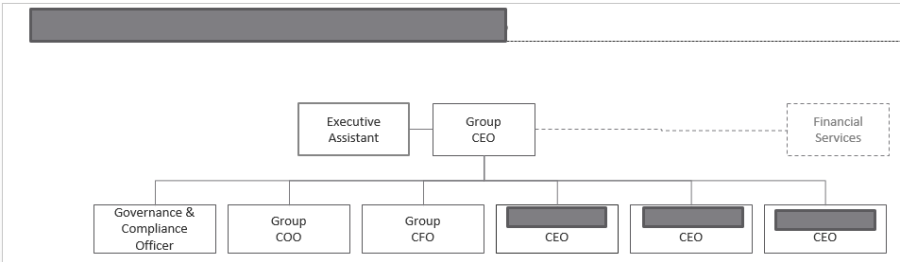 Executive
Assistant
Group
CEO
Financial
Services
Governance &
Compliance
Officer
Group
COO
Group
CFO
CEO
CEO
CEO